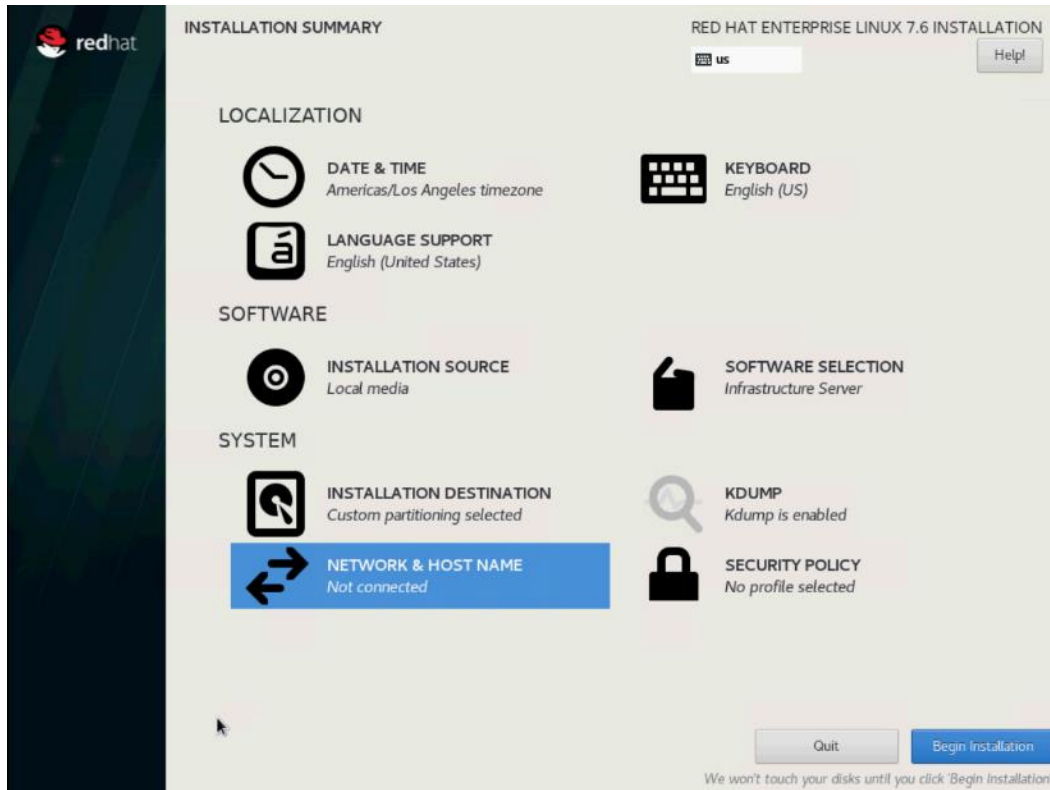 redhat
INSTALLATION SUMMARY
RED HAT ENTERPRISE LINUX 7.6 INSTALLATION
us
Help!
LOCALIZATION
DATE & TIME
Americas/Los Angeles timezone
KEYBOARD
English (US)
á
LANGUAGE SUPPORT
English (United States)
SOFTWARE
INSTALLATION SOURCE
Local media
SOFTWARE SELECTION
Infrastructure Server
SYSTEM
INSTALLATION DESTINATION
Custom partitioning selected
KDUMP
Kdump is enabled
NETWORK & HOST NAME
Not connected
SECURITY POLICY
No profile selected
Quit
Begin Installation
We won't touch your disks until you click 'Begin Installation